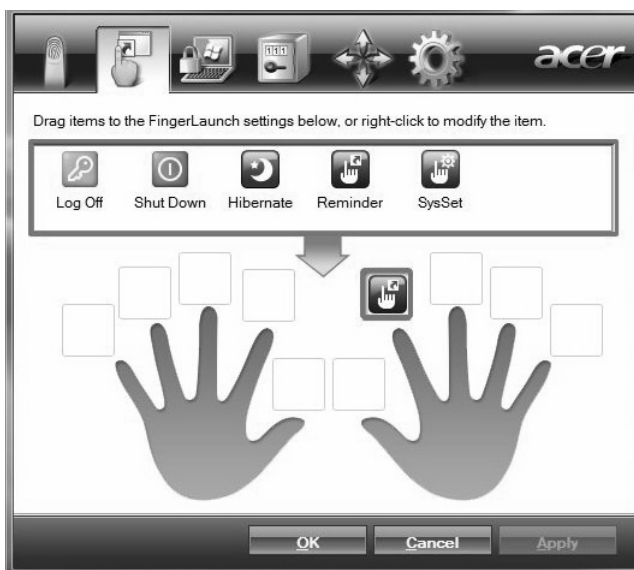 acer
Drag items to the FingerLaunch settings below, or right-click to modify the item.
Log Off Shut Down Hibernate Reminder SysSet
OK Cancel Apply